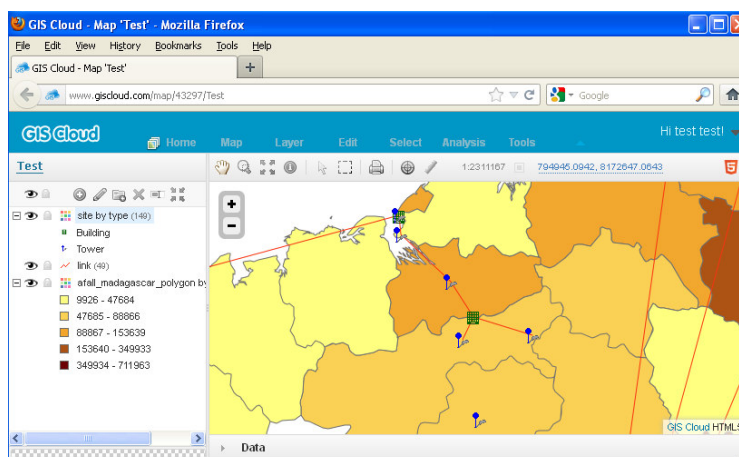 GIS Cloud - Map 'Test' - Mozilla Firefox
File Edit View History Bookmarks Tools Help
GIS Cloud - Map 'Test' +
www.giscloud.com/map/43297/Test Google
GIS Cloud Home Map Layer Edit Select Analysis Tools Hi test test!
Test 1:2311167 794945.0942, 8172647.0643
site by type (149)
Building
Tower
link (49)
afall_madagascar_polygon by
9926 - 47684
47685 - 88866
88867 - 153639
153640 - 349933
349934 - 711963
GIS Cloud HTML5
Data